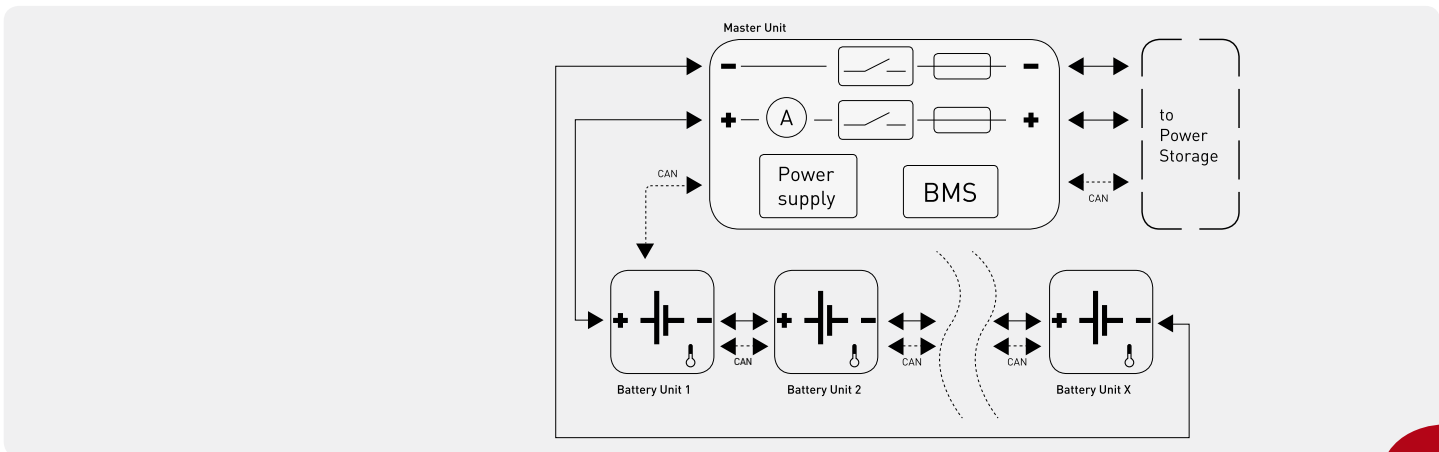 Master Unit
A
to
Power
Storage
CAN
Power
supply
BMS
CAN
CAN
CAN
CAN
Battery Unit 1
Battery Unit 2
Battery Unit X